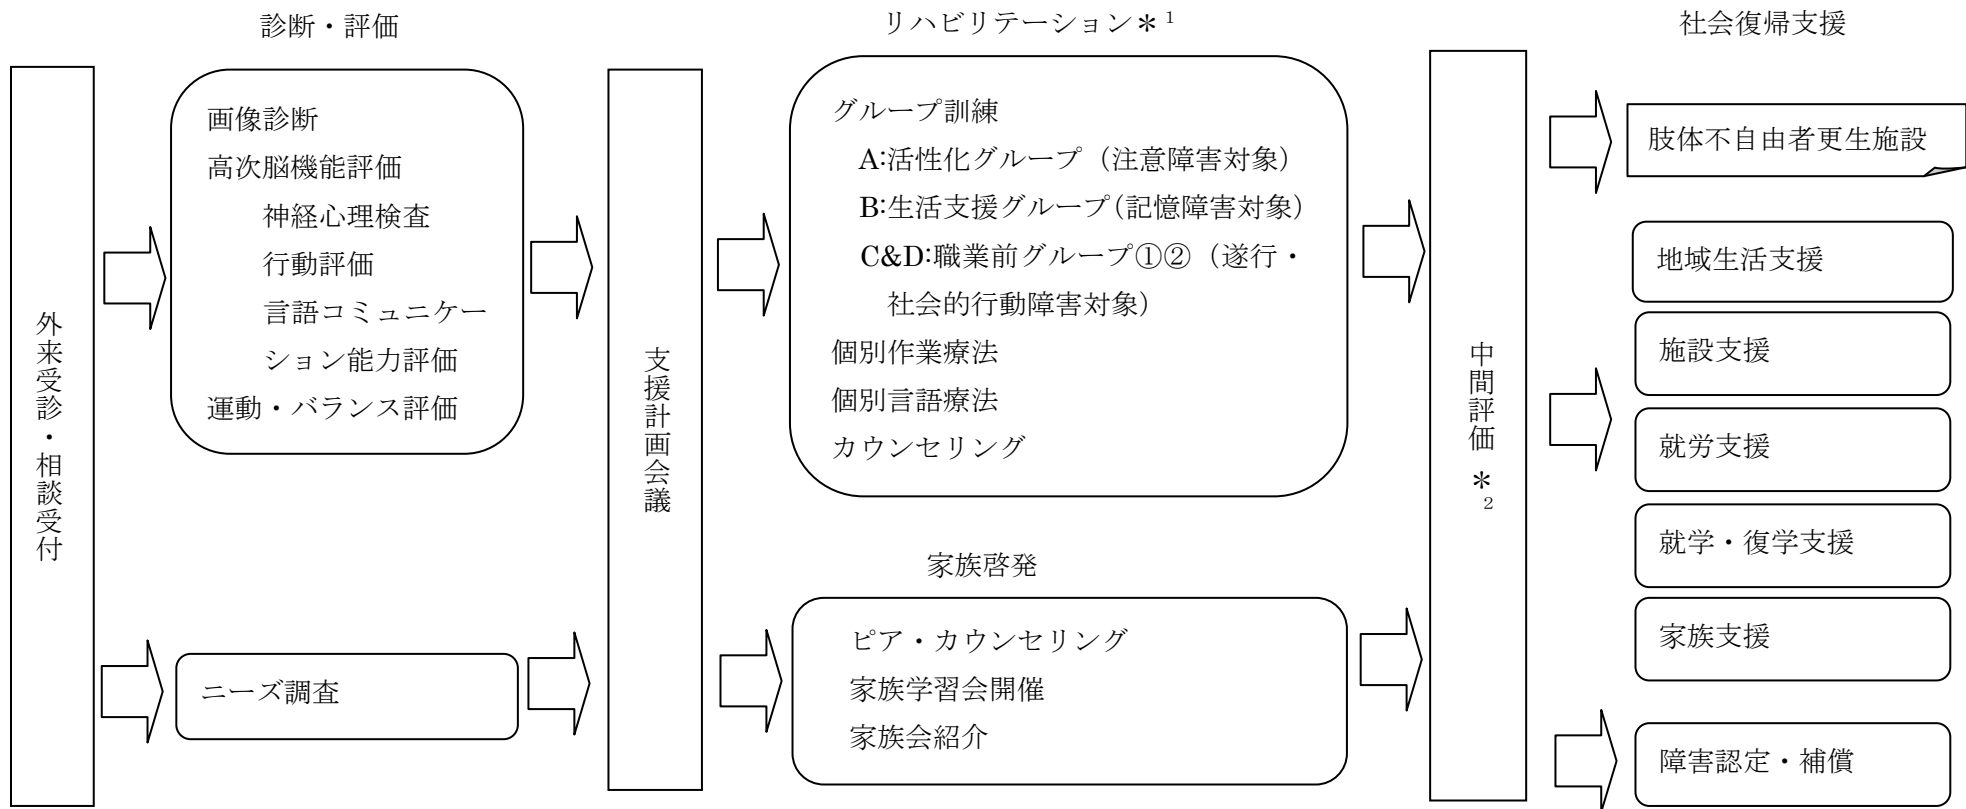 診断・評価
リハビリテーション＊¹
社会復帰支援
外来受診・相談受付
画像診断
高次脳機能評価
神経心理検査
行動評価
言語コミュニケー
ション能力評価
運動・バランス評価
ニーズ調査
支援計画会議
グループ訓練
A:活性化グループ（注意障害対象）
B:生活支援グループ（記憶障害対象）
C&D:職業前グループ①②（遂行・
社会的行動障害対象）
個別作業療法
個別言語療法
カウンセリング
家族啓発
ピア・カウンセリング
家族学習会開催
家族会紹介
中間評価＊²
肢体不自由者更生施設
地域生活支援
施設支援
就労支援
就学・復学支援
家族支援
障害認定・補償